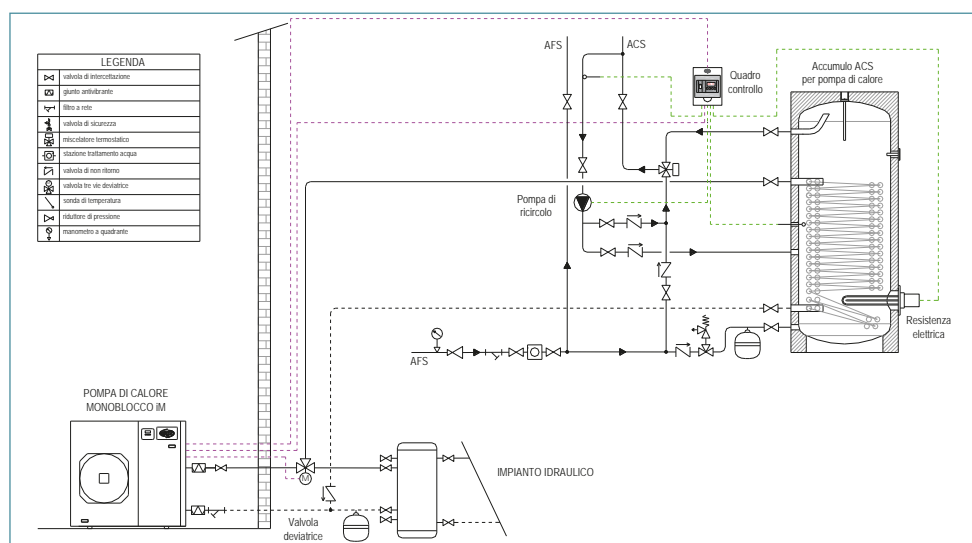 LEGENDA
valvola di intercettazione
giunto antivibrante
filtro a rete
valvola di sicurezza
miscelatore termostatico
stazione trattamento acqua
valvola di non ritorno
valvola tre vie deviatrice
sonda di temperatura
riduttore di pressione
manometro a quadrante
AFS
ACS
Quadro
controllo
Accumulo ACS
per pompa di calore
Pompa di
ricircolo
Resistenza
elettrica
AFS
POMPA DI CALORE
MONOBLOCCO iM
M
IMPIANTO IDRAULICO
Valvola
deviatrice